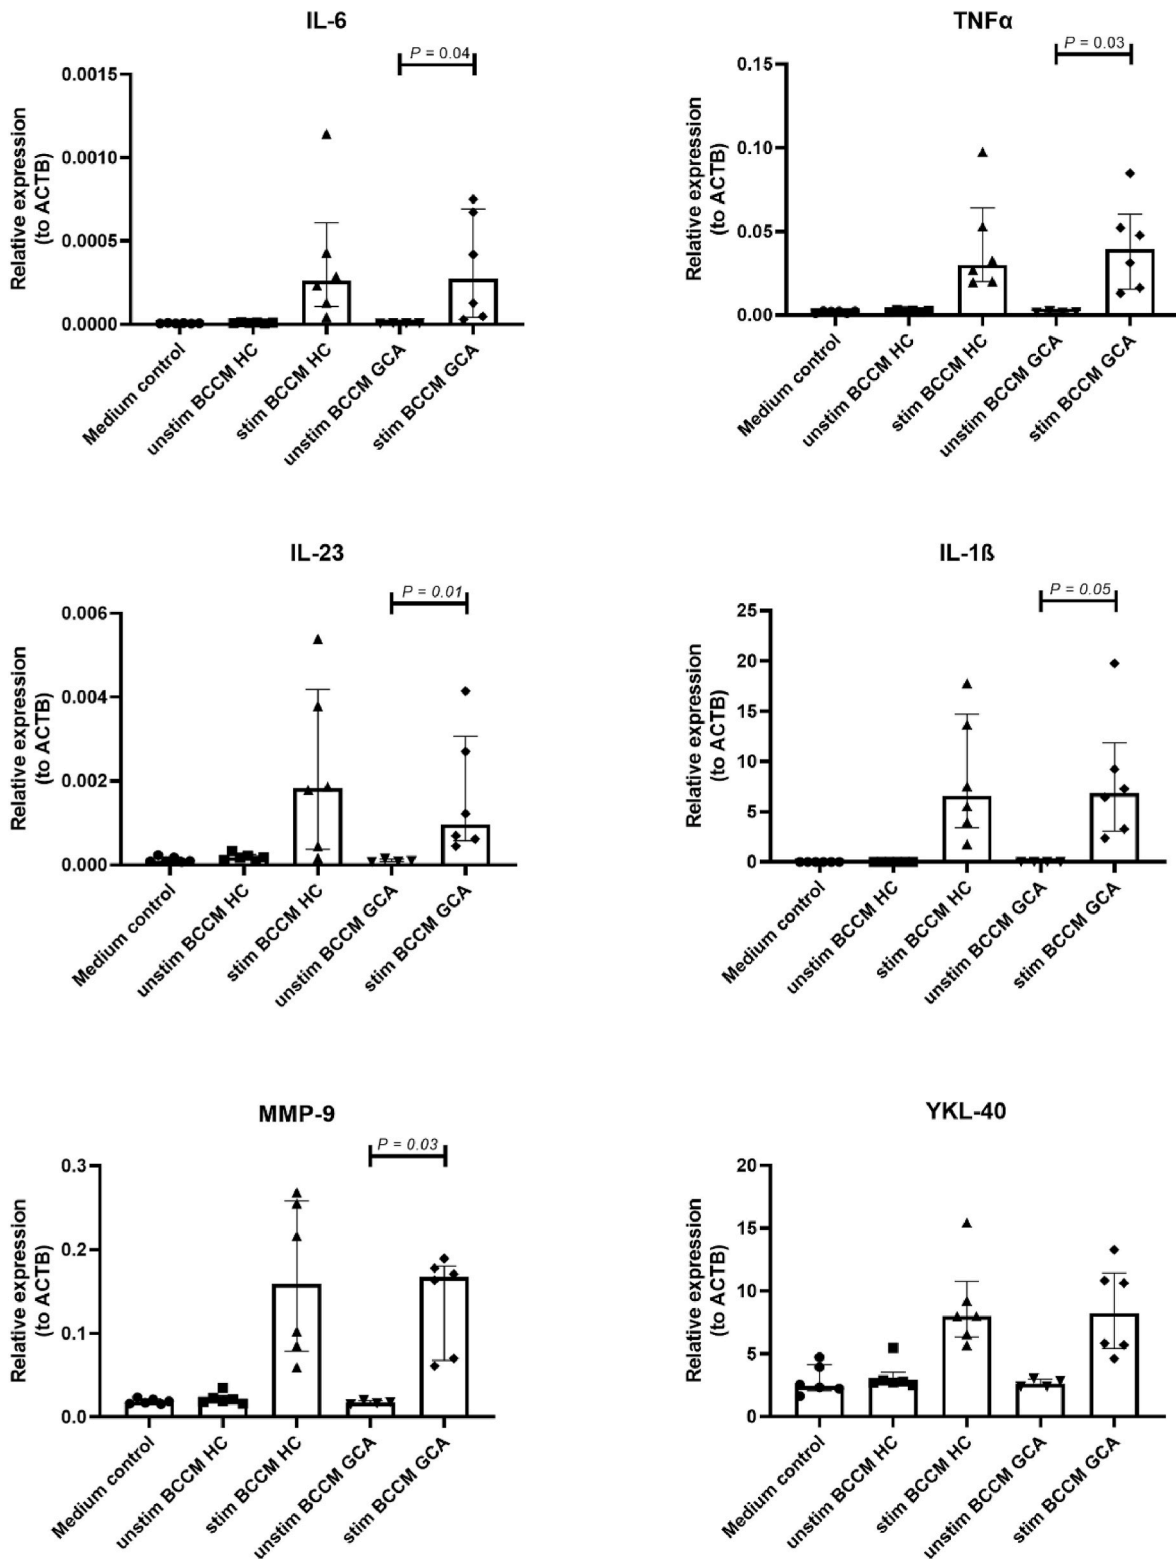 IL-6
P = 0.04
Relative expression
(to ACTB)
0.0015
0.0010
0.0005
0.0000
Medium control
unstim BCCM HC
stim BCCM HC
unstim BCCM GCA
stim BCCM GCA
TNFα
P = 0.03
Relative expression
(to ACTB)
0.15
0.10
0.05
0.00
Medium control
unstim BCCM HC
stim BCCM HC
unstim BCCM GCA
stim BCCM GCA
IL-23
P = 0.01
Relative expression
(to ACTB)
0.006
0.004
0.002
0.000
Medium control
unstim BCCM HC
stim BCCM HC
unstim BCCM GCA
stim BCCM GCA
IL-1ß
P = 0.05
Relative expression
(to ACTB)
25
20
15
10
5
0
Medium control
unstim BCCM HC
stim BCCM HC
unstim BCCM GCA
stim BCCM GCA
MMP-9
P = 0.03
Relative expression
(to ACTB)
0.3
0.2
0.1
0.0
Medium control
unstim BCCM HC
stim BCCM HC
unstim BCCM GCA
stim BCCM GCA
YKL-40
Relative expression
(to ACTB)
20
15
10
5
0
Medium control
unstim BCCM HC
stim BCCM HC
unstim BCCM GCA
stim BCCM GCA